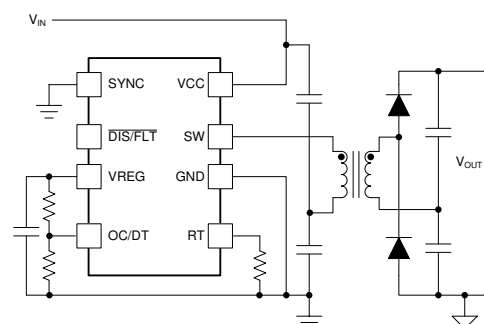 VIN
SYNC VCC
DIS/FLT SW
VREG GND
OC/DT RT
VOUT